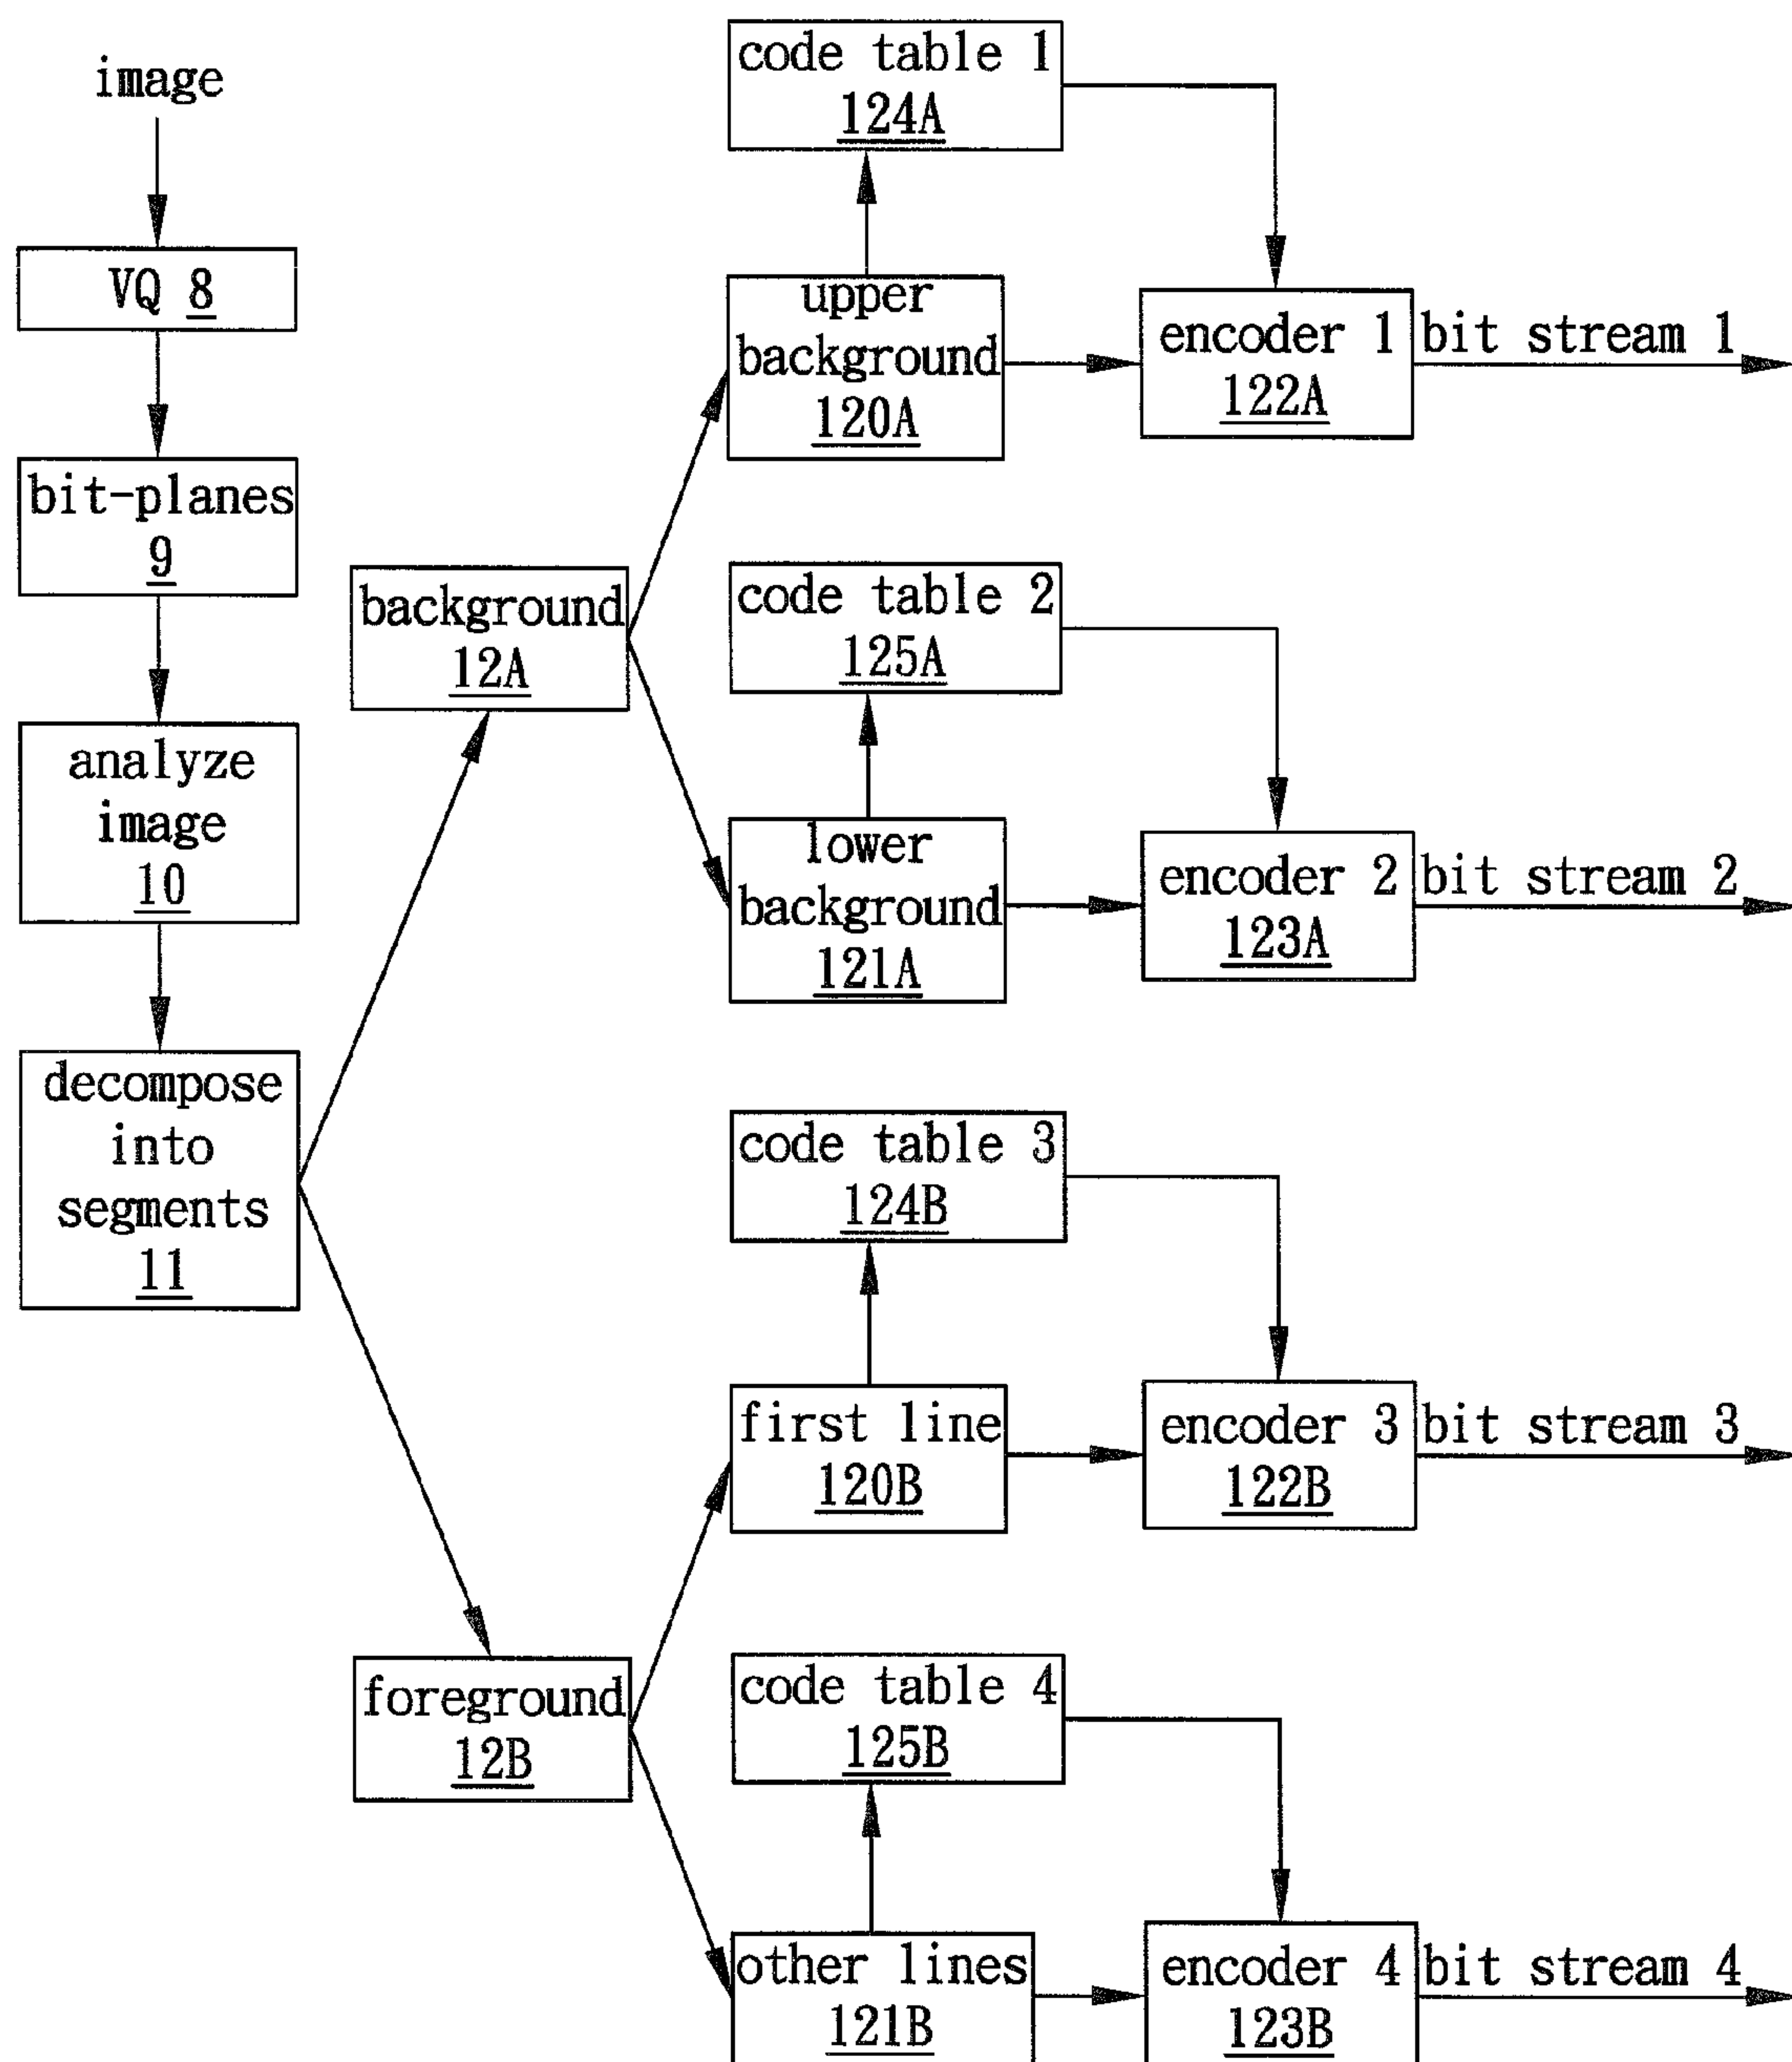 image
VQ 8
bit-planes
9
analyze
image
10
decompose
into
segments
11
background
12A
foreground
12B
code table 1
124A
upper
background
120A
encoder 1
122A
bit stream 1
code table 2
125A
lower
background
121A
encoder 2
123A
bit stream 2
code table 3
124B
first line
120B
encoder 3
122B
bit stream 3
code table 4
125B
other lines
121B
encoder 4
123B
bit stream 4